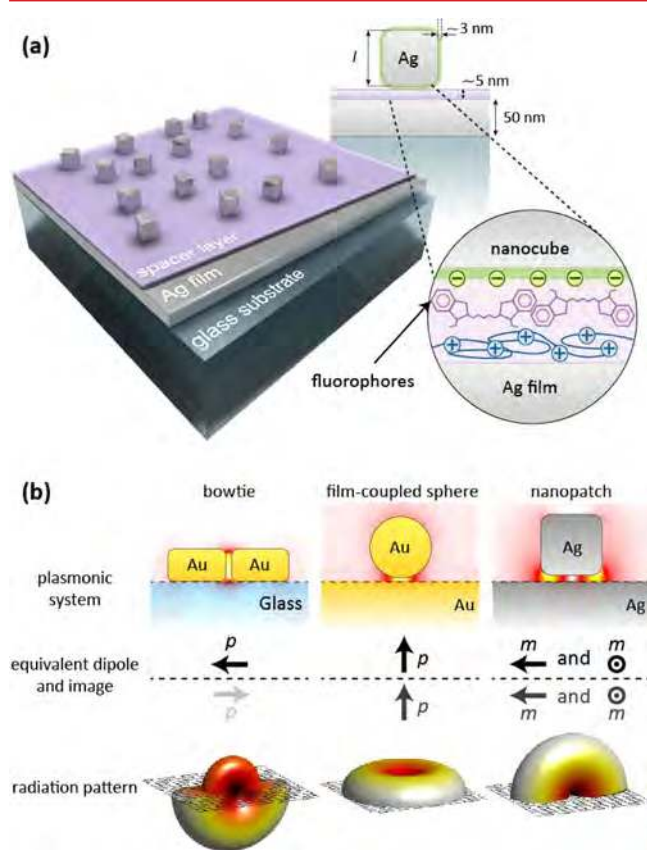 (a)
~3 nm
l
Ag
~5 nm
50 nm
spacer layer
Ag film
glass substrate
nanocube
− − − − −
+ + + + +
fluorophores
Ag film
(b)
bowtie
film-coupled sphere
nanopatch
plasmonic
system
Au
Au
Glass
Au
Au
Ag
Ag
equivalent dipole
and image
p
p
p
p
m and m
m and m
radiation pattern